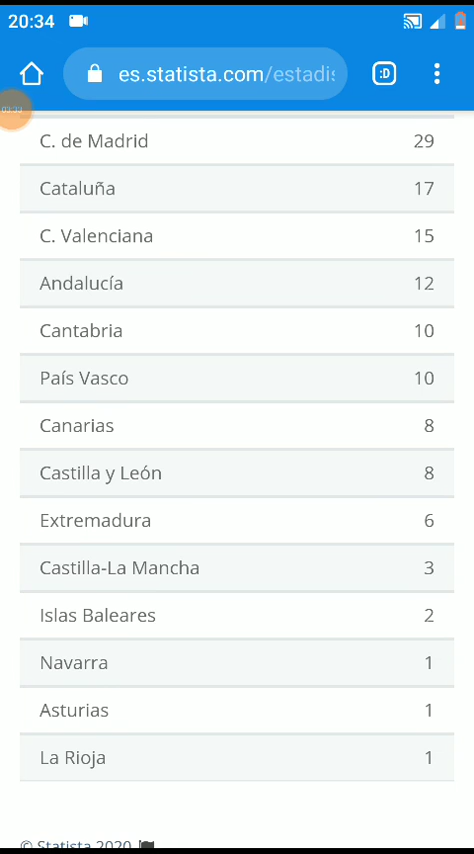 20:34
es.statista.com/estadis
:D
03:33
C. de Madrid 29
Cataluña 17
C. Valenciana 15
Andalucía 12
Cantabria 10
País Vasco 10
Canarias 8
Castilla y León 8
Extremadura 6
Castilla-La Mancha 3
Islas Baleares 2
Navarra 1
Asturias 1
La Rioja 1
© Statista 2020